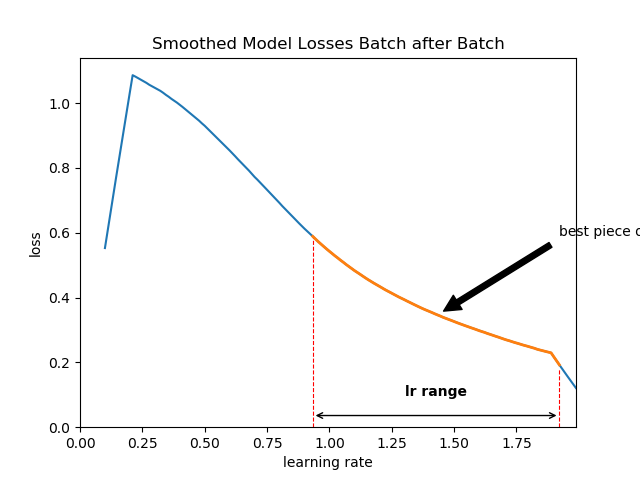 Smoothed Model Losses Batch after Batch
1.0
0.8
0.6
0.4
0.2
0.0
loss
best piece
lr range
0.00 0.25 0.50 0.75 1.00 1.25 1.50 1.75
learning rate